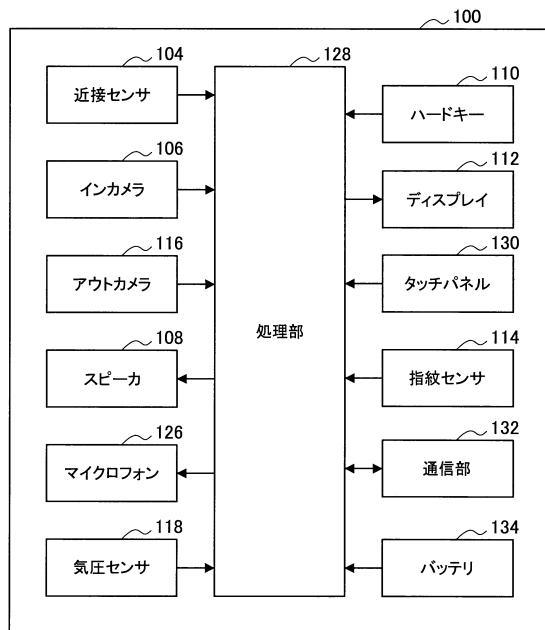 100
104
近接センサ
106
インカメラ
116
アウトカメラ
108
スピーカ
126
マイクロフォン
118
気圧センサ
128
処理部
110
ハードキー
112
ディスプレイ
130
タッチパネル
114
指紋センサ
132
通信部
134
バッテリ